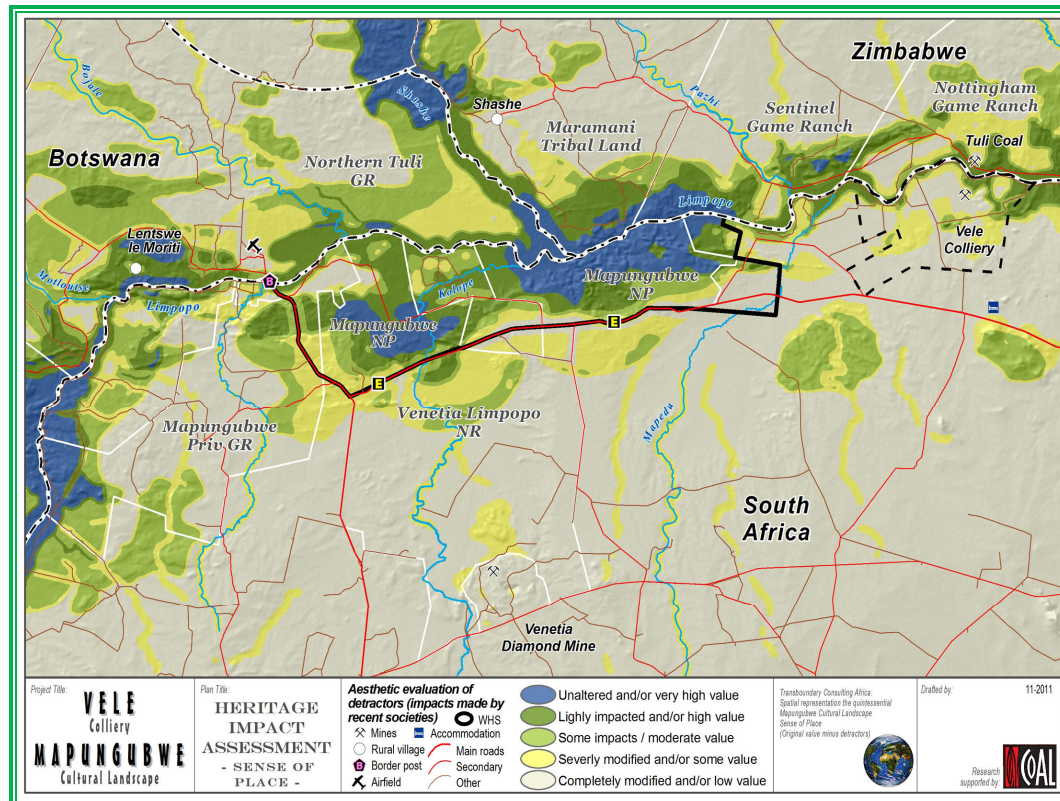 Zimbabwe
Nottingham
Game Ranch
Sentinel
Game Ranch
Pazhi
Bojale
Shashe
Shashe
Tuli Coal
Maramani
Tribal Land
Botswana
Northern Tuli
GR
Limpopo
Lentswe
le Moriti
Vele
Colliery
Motloutse
Limpopo
B
Kolope
Mapungubwe
NP
Mapungubwe
NP
E
E
Venetia Limpopo
NR
Mapungubwe
Priv GR
Mapedu
South
Africa
Venetia
Diamond Mine
Project Title:
VELE
Colliery
MAPUNGUBWE
Cultural Landscape
Plan Title:
HERITAGE
IMPACT
ASSESSMENT
- SENSE OF
PLACE -
Aesthetic evaluation of
detractors (impacts made by
recent societies)
WHS
Mines
Accommodation
Rural village
Main roads
B Border post
Secondary
Airfield
Other
Unaltered and/or very high value
Lighly impacted and/or high value
Some impacts / moderate value
Severly modified and/or some value
Completely modified and/or low value
Transboundary Consulting Africa:
Spatial representation the quintessential
Mapungubwe Cultural Landscape
Sense of Place
(Original value minus detractors)
Drafted by:
11-2011
Research
supported by:
COAL